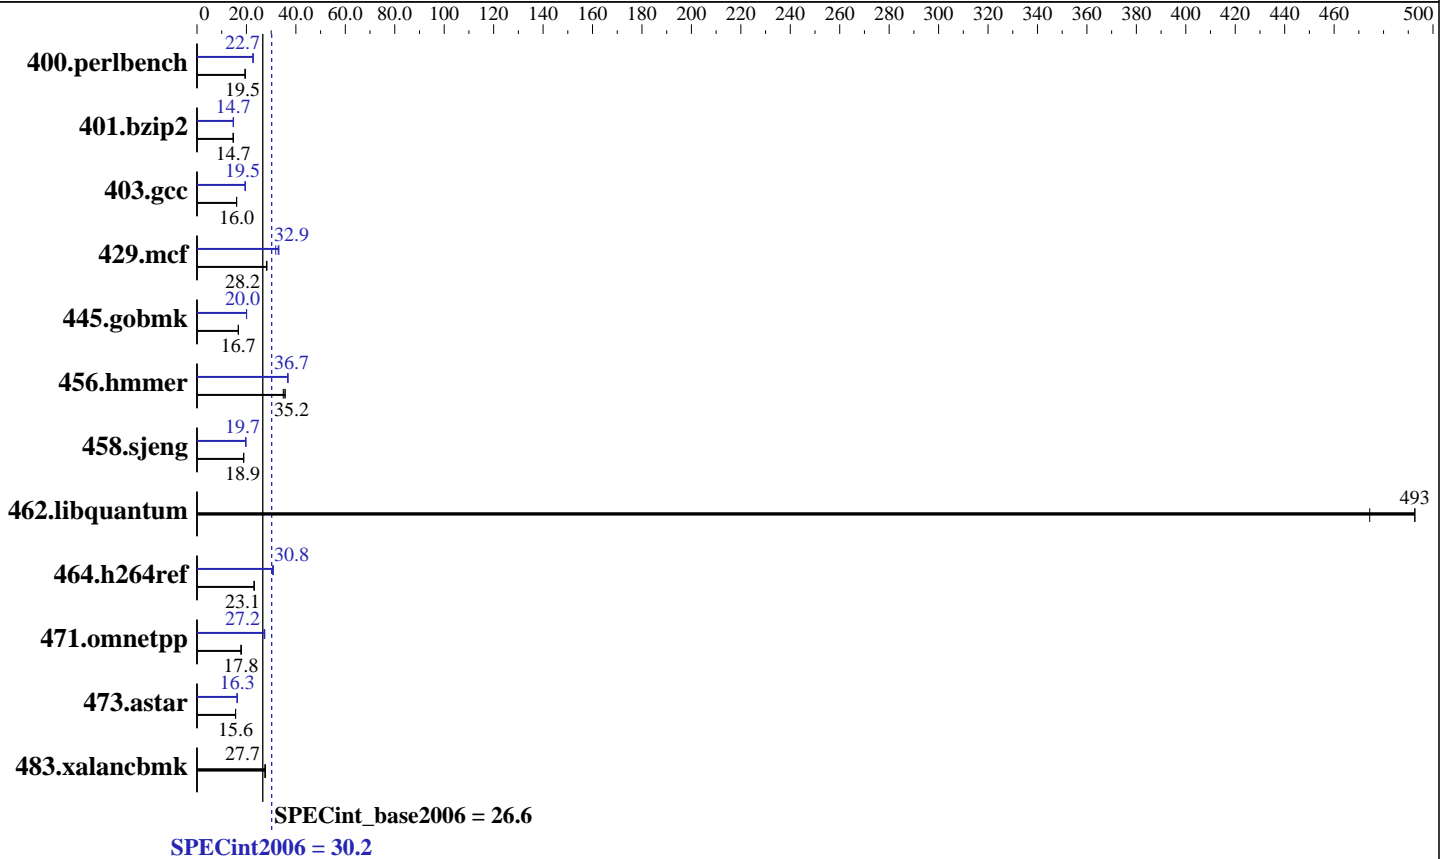 0 20.0 40.0 60.0 80.0 100 120 140 160 180 200 220 240 260 280 300 320 340 360 380 400 420 440 460 500
22.7
400.perlbench
19.5
14.7
401.bzip2
14.7
19.5
403.gcc
16.0
32.9
429.mcf
28.2
20.0
445.gobmk
16.7
36.7
456.hmmer
35.2
19.7
458.sjeng
18.9
493
462.libquantum
30.8
464.h264ref
23.1
27.2
471.omnetpp
17.8
16.3
473.astar
15.6
27.7
483.xalancbmk
SPECint_base2006 = 26.6
SPECint2006 = 30.2